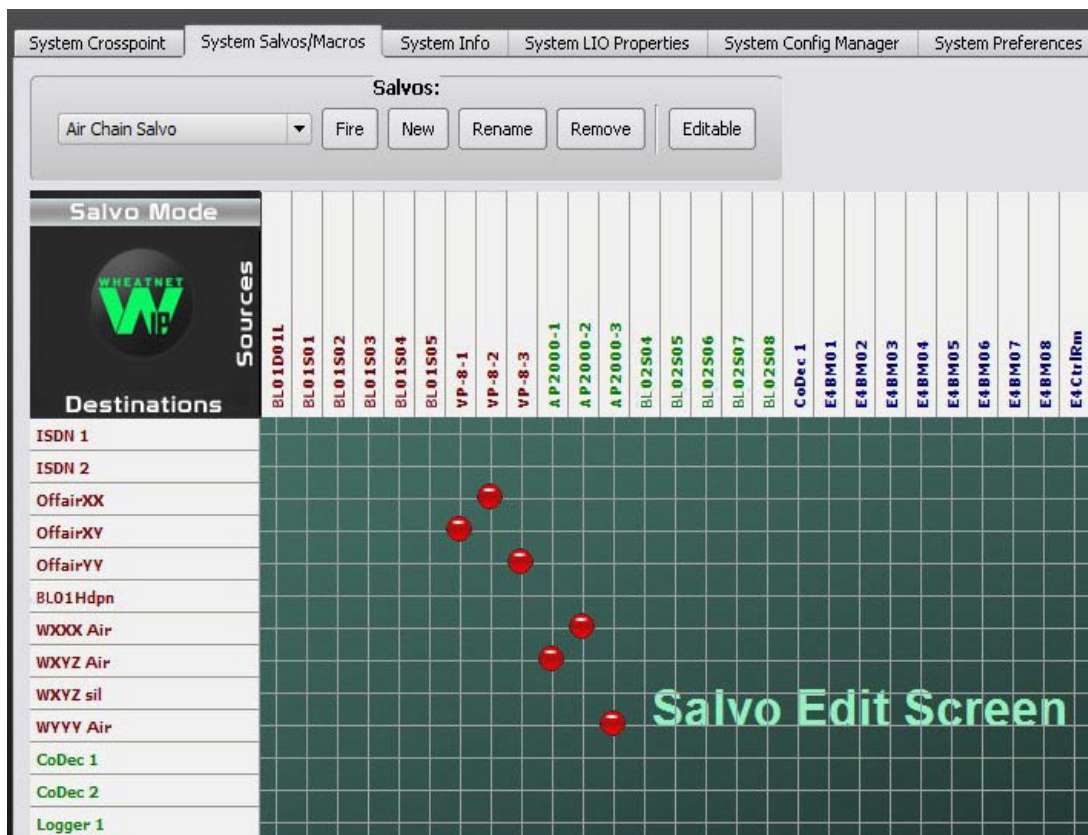 System Crosspoint System Salvos/Macros System Info System LIO Properties System Config Manager System Preferences
Salvos:
Air Chain Salvo Fire New Rename Remove Editable
Salvo Mode
WHEATNET
W IP
Sources
Destinations
BL01D01L
BL01S01
BL01S02
BL01S03
BL01S04
BL01S05
VP-8-1
VP-8-2
VP-8-3
AP2000-1
AP2000-2
AP2000-3
BL02S04
BL02S05
BL02S06
BL02S07
BL02S08
CoDec 1
E4BM01
E4BM02
E4BM03
E4BM04
E4BM05
E4BM06
E4BM07
E4BM08
E4CtrlRm
ISDN 1
ISDN 2
OffairXX
OffairXY
OffairYY
BL01Hdpn
WXXX Air
WXYZ Air
WXYZ sil
WYYY Air
CoDec 1
CoDec 2
Logger 1
Salvo Edit Screen